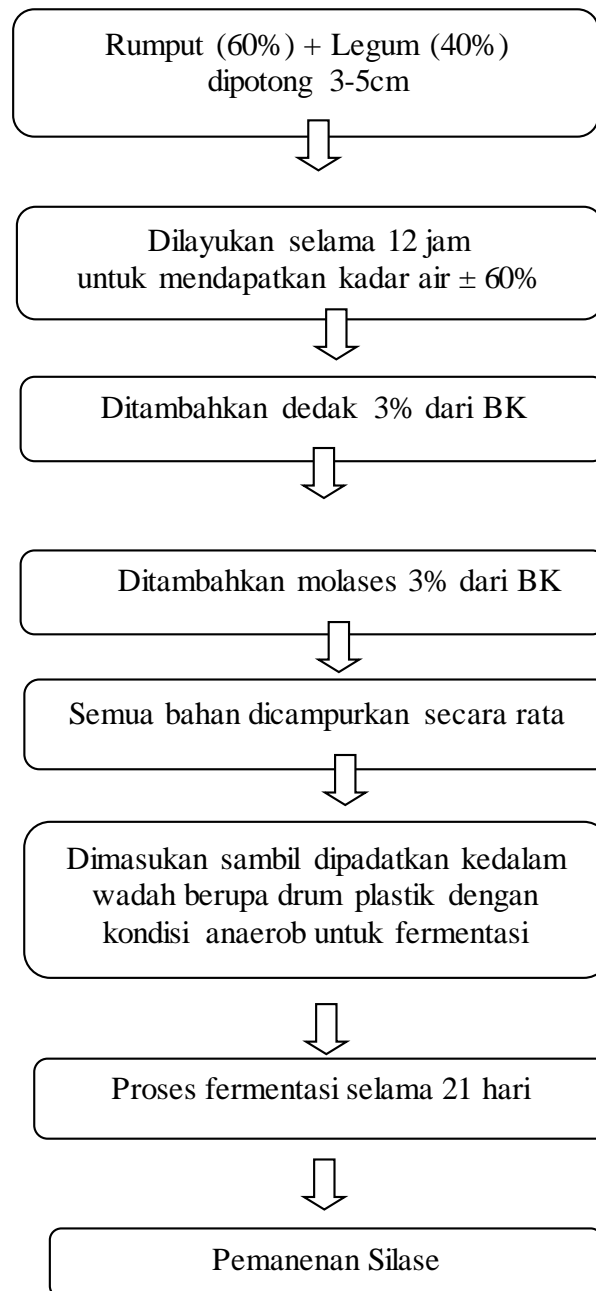 Rumput (60%) + Legum (40%)
dipotong 3-5cm
Dilayukan selama 12 jam
untuk mendapatkan kadar air ± 60%
Ditambahkan dedak 3% dari BK
Ditambahkan molases 3% dari BK
Semua bahan dicampurkan secara rata
Dimasukan sambil dipadatkan kedalam
wadah berupa drum plastik dengan
kondisi anaerob untuk fermentasi
Proses fermentasi selama 21 hari
Pemanenan Silase